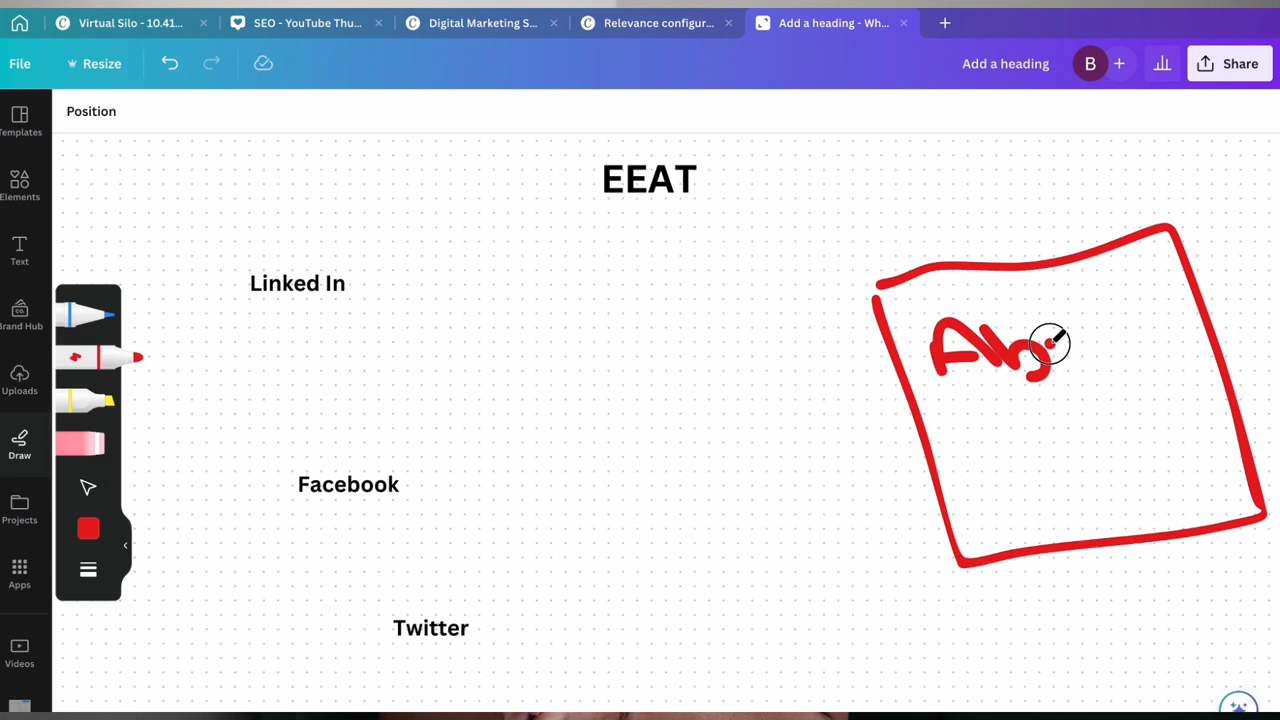 Virtual Silo - 10.41...
SEO - YouTube Thu...
Digital Marketing S...
Relevance configur...
Add a heading - Wh...
File
Resize
Add a heading
B
Share
Position
Templates
Elements
Text
Brand Hub
Uploads
Draw
Projects
Apps
Videos
EEAT
Linked In
Facebook
Twitter